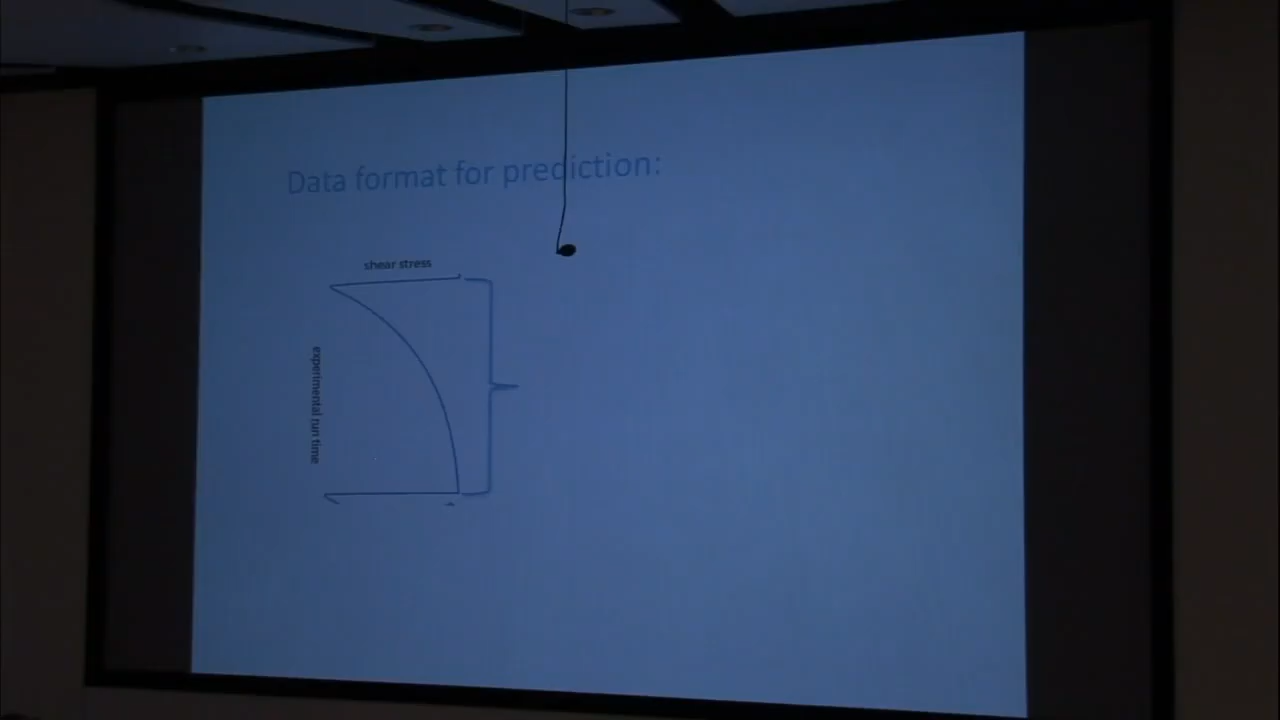 Data format for prediction:
shear stress
experimental run time